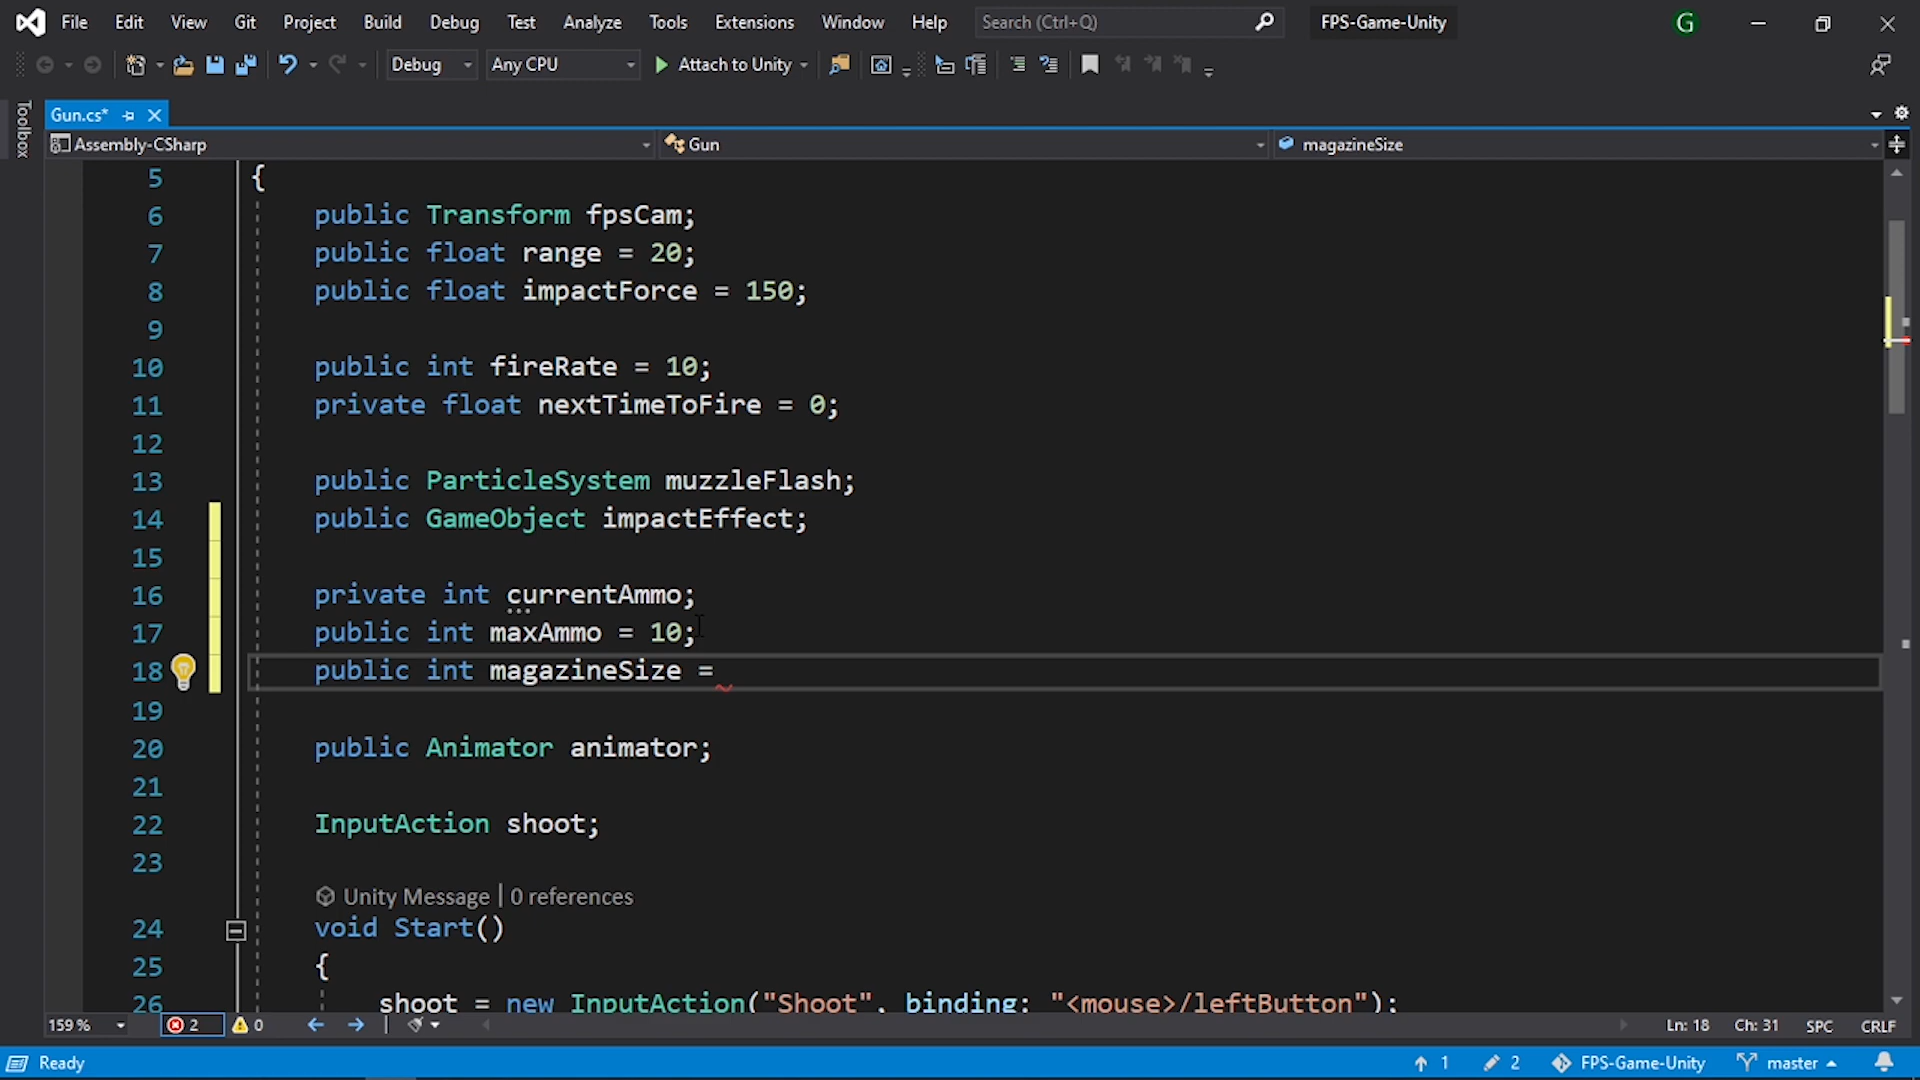 File Edit View Git Project Build Debug Test Analyze Tools Extensions Window Help Search (Ctrl+Q) FPS-Game-Unity G
Debug Any CPU Attach to Unity
Toolbox
Gun.cs*
Assembly-CSharp Gun magazineSize
5 {
6 public Transform fpsCam;
7 public float range = 20;
8 public float impactForce = 150;
9
10 public int fireRate = 10;
11 private float nextTimeToFire = 0;
12
13 public ParticleSystem muzzleFlash;
14 public GameObject impactEffect;
15
16 private int currentAmmo;
17 public int maxAmmo = 10;
18 public int magazineSize =
19
20 public Animator animator;
21
22 InputAction shoot;
23
Unity Message | 0 references
24 void Start()
25 {
26 shoot = new InputAction("Shoot", binding: "<mouse>/leftButton");
159 % 2 0 Ln: 18 Ch: 31 SPC CRLF
Ready 1 2 FPS-Game-Unity master